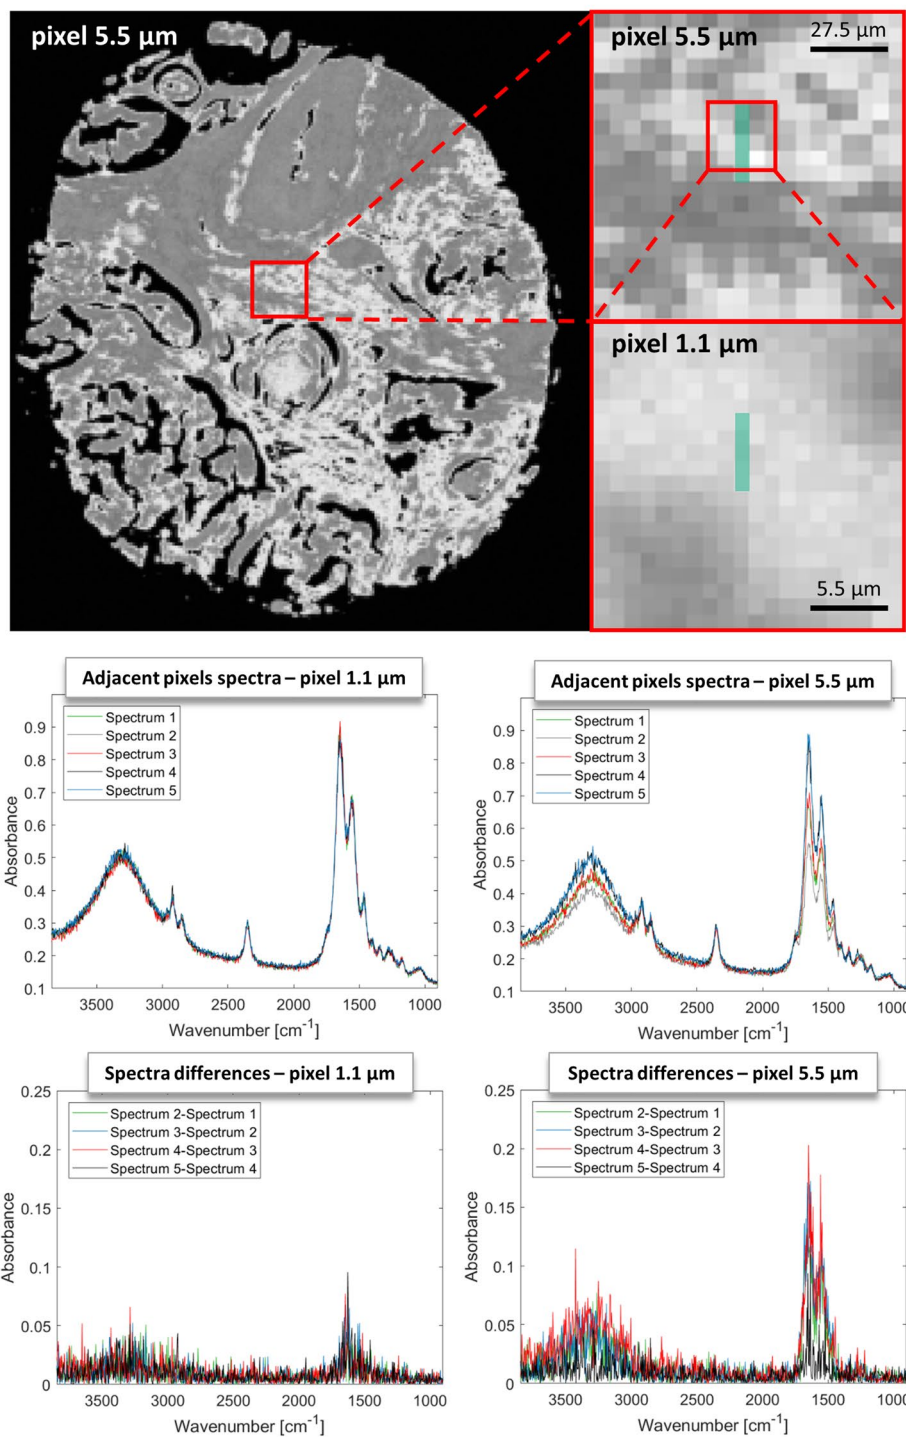 pixel 5.5 µm
pixel 5.5 µm
27.5 µm
pixel 1.1 µm
5.5 µm
Adjacent pixels spectra – pixel 1.1 µm
Spectrum 1
Spectrum 2
Spectrum 3
Spectrum 4
Spectrum 5
0.9
0.8
0.7
0.6
0.5
0.4
0.3
0.2
0.1
Absorbance
3500 3000 2500 2000 1500 1000
Wavenumber [cm⁻¹]
Adjacent pixels spectra – pixel 5.5 µm
Spectrum 1
Spectrum 2
Spectrum 3
Spectrum 4
Spectrum 5
0.9
0.8
0.7
0.6
0.5
0.4
0.3
0.2
0.1
Absorbance
3500 3000 2500 2000 1500 1000
Wavenumber [cm⁻¹]
Spectra differences – pixel 1.1 µm
Spectrum 2-Spectrum 1
Spectrum 3-Spectrum 2
Spectrum 4-Spectrum 3
Spectrum 5-Spectrum 4
0.25
0.2
0.15
0.1
0.05
0
Absorbance
3500 3000 2500 2000 1500 1000
Wavenumber [cm⁻¹]
Spectra differences – pixel 5.5 µm
Spectrum 2-Spectrum 1
Spectrum 3-Spectrum 2
Spectrum 4-Spectrum 3
Spectrum 5-Spectrum 4
0.25
0.2
0.15
0.1
0.05
0
Absorbance
3500 3000 2500 2000 1500 1000
Wavenumber [cm⁻¹]